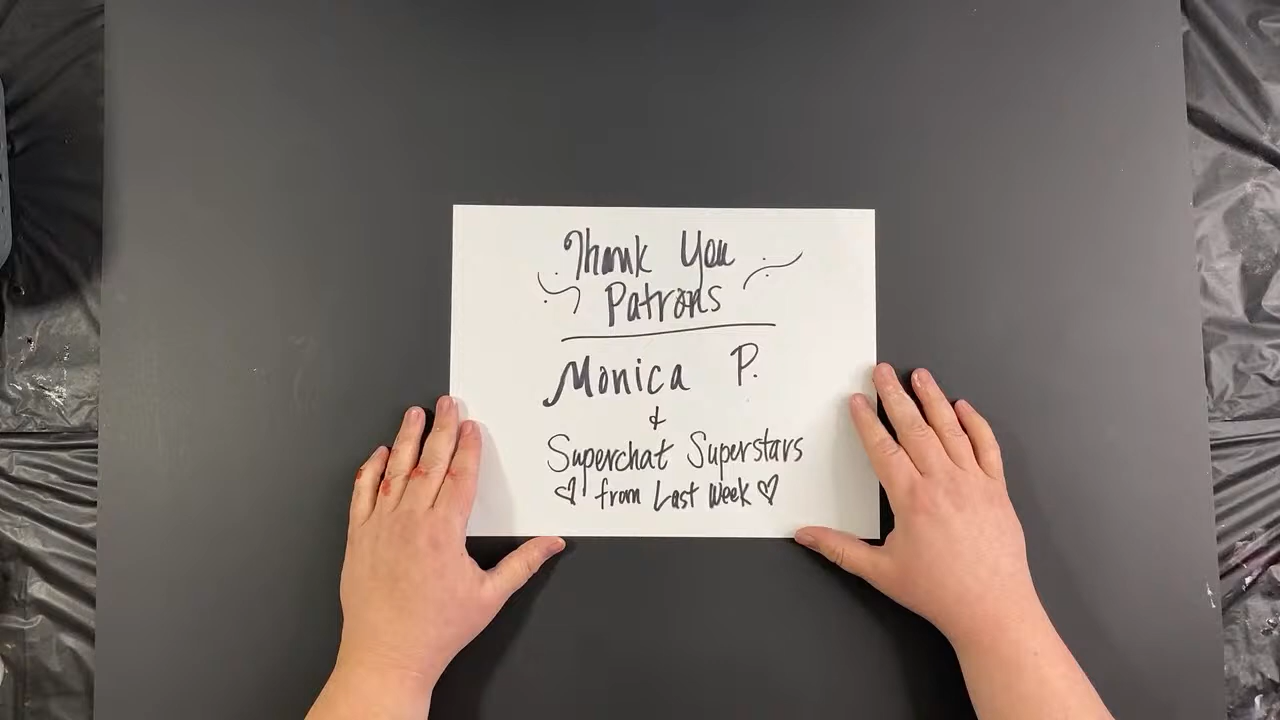 Thank You
Patrons
Monica P.
&
Superchat Superstars
♡ from Last Week ♡